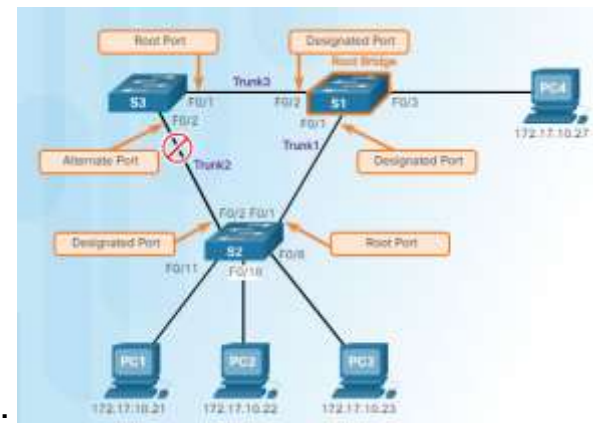 Root Port
Designated Port
Root Bridge
Trunk3
S3
F0/1
F0/2
S1
F0/3
PC4
F0/2
F0/1
172.17.10.27
Alternate Port
Trunk2
Trunk1
Designated Port
F0/2 F0/1
Designated Port
Root Port
S2
F0/11
F0/18
F0/6
PC1
PC2
PC3
172.17.10.21
172.17.10.22
172.17.10.23
.